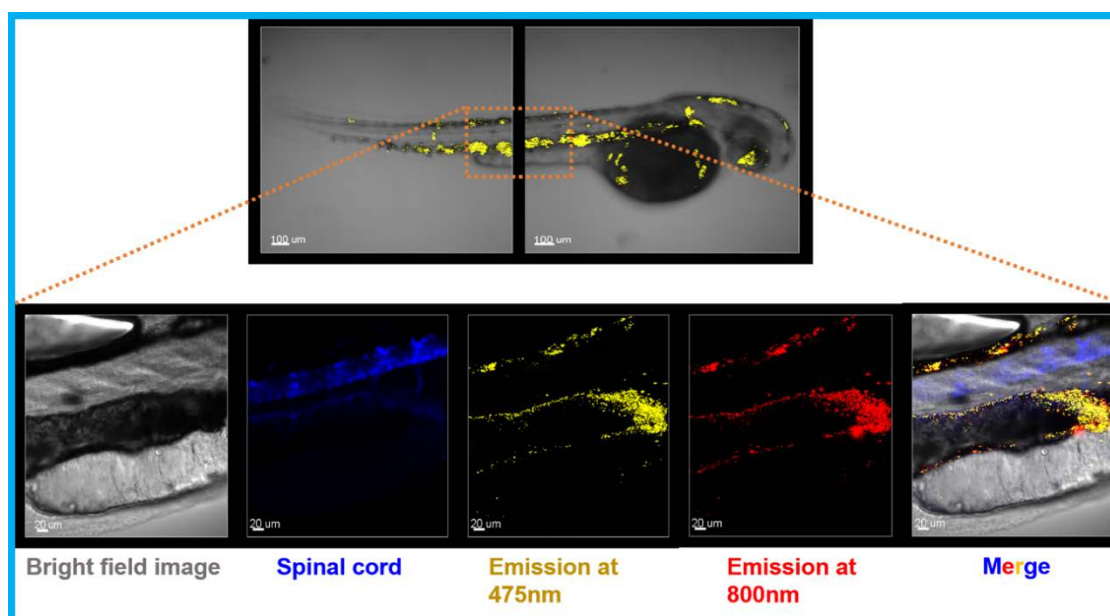 100 um
100 um
20 um
20 um
20 um
20 um
20 um
Bright field image
Spinal cord
Emission at
475nm
Emission at
800nm
Merge